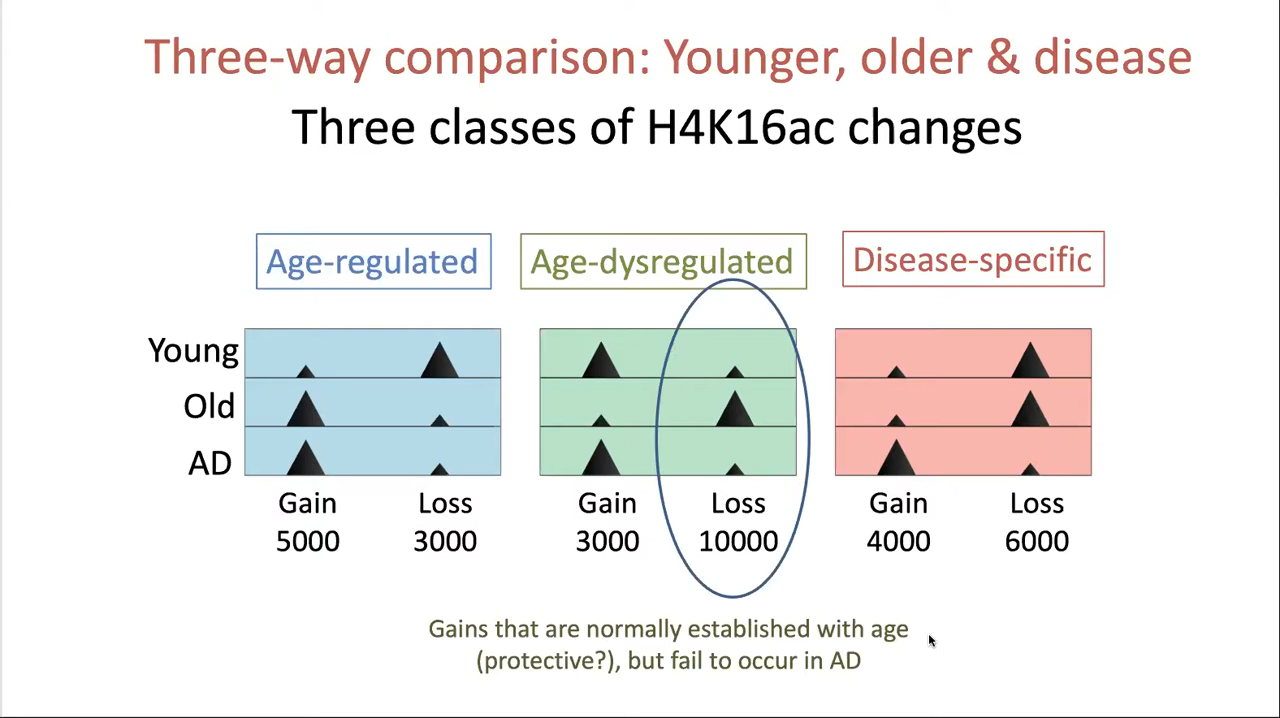 Three-way comparison: Younger, older & disease
Three classes of H4K16ac changes
Age-regulated
Age-dysregulated
Disease-specific
Young
Old
AD
Gain
Loss
Gain
Loss
Gain
Loss
5000
3000
3000
10000
4000
6000
Gains that are normally established with age
(protective?), but fail to occur in AD